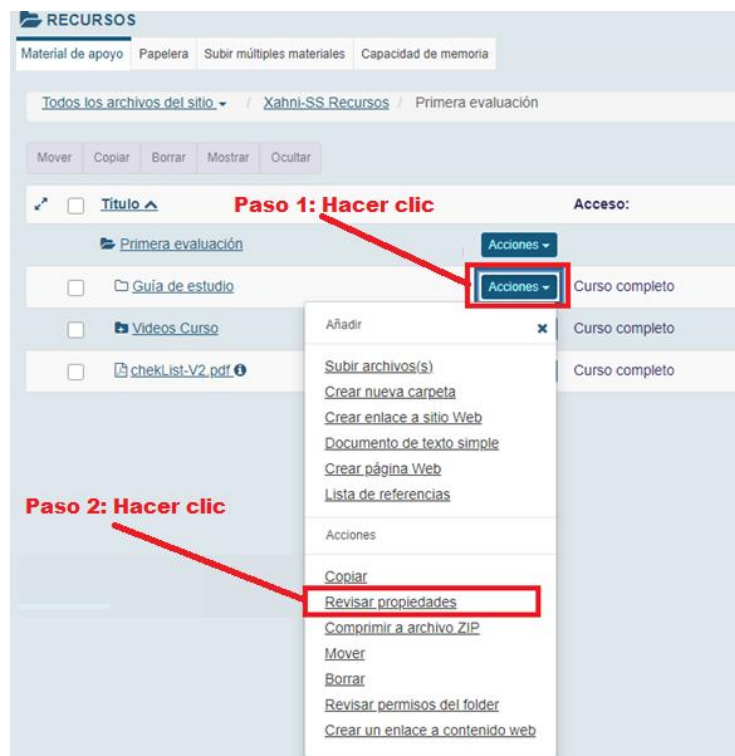 RECURSOS
Material de apoyo Papelera Subir múltiples materiales Capacidad de memoria
Todos los archivos del sitio / Xahni-SS Recursos / Primera evaluación
Mover Copiar Borrar Mostrar Ocultar
Título Paso 1: Hacer clic Acceso:
Primera evaluación Acciones
Guía de estudio Acciones Curso completo
Videos Curso Curso completo
chekList-V2.pdf Curso completo
Añadir
Subir archivos(s)
Crear nueva carpeta
Crear enlace a sitio Web
Documento de texto simple
Crear página Web
Lista de referencias
Paso 2: Hacer clic
Acciones
Copiar
Revisar propiedades
Comprimir a archivo ZIP
Mover
Borrar
Revisar permisos del folder
Crear un enlace a contenido web